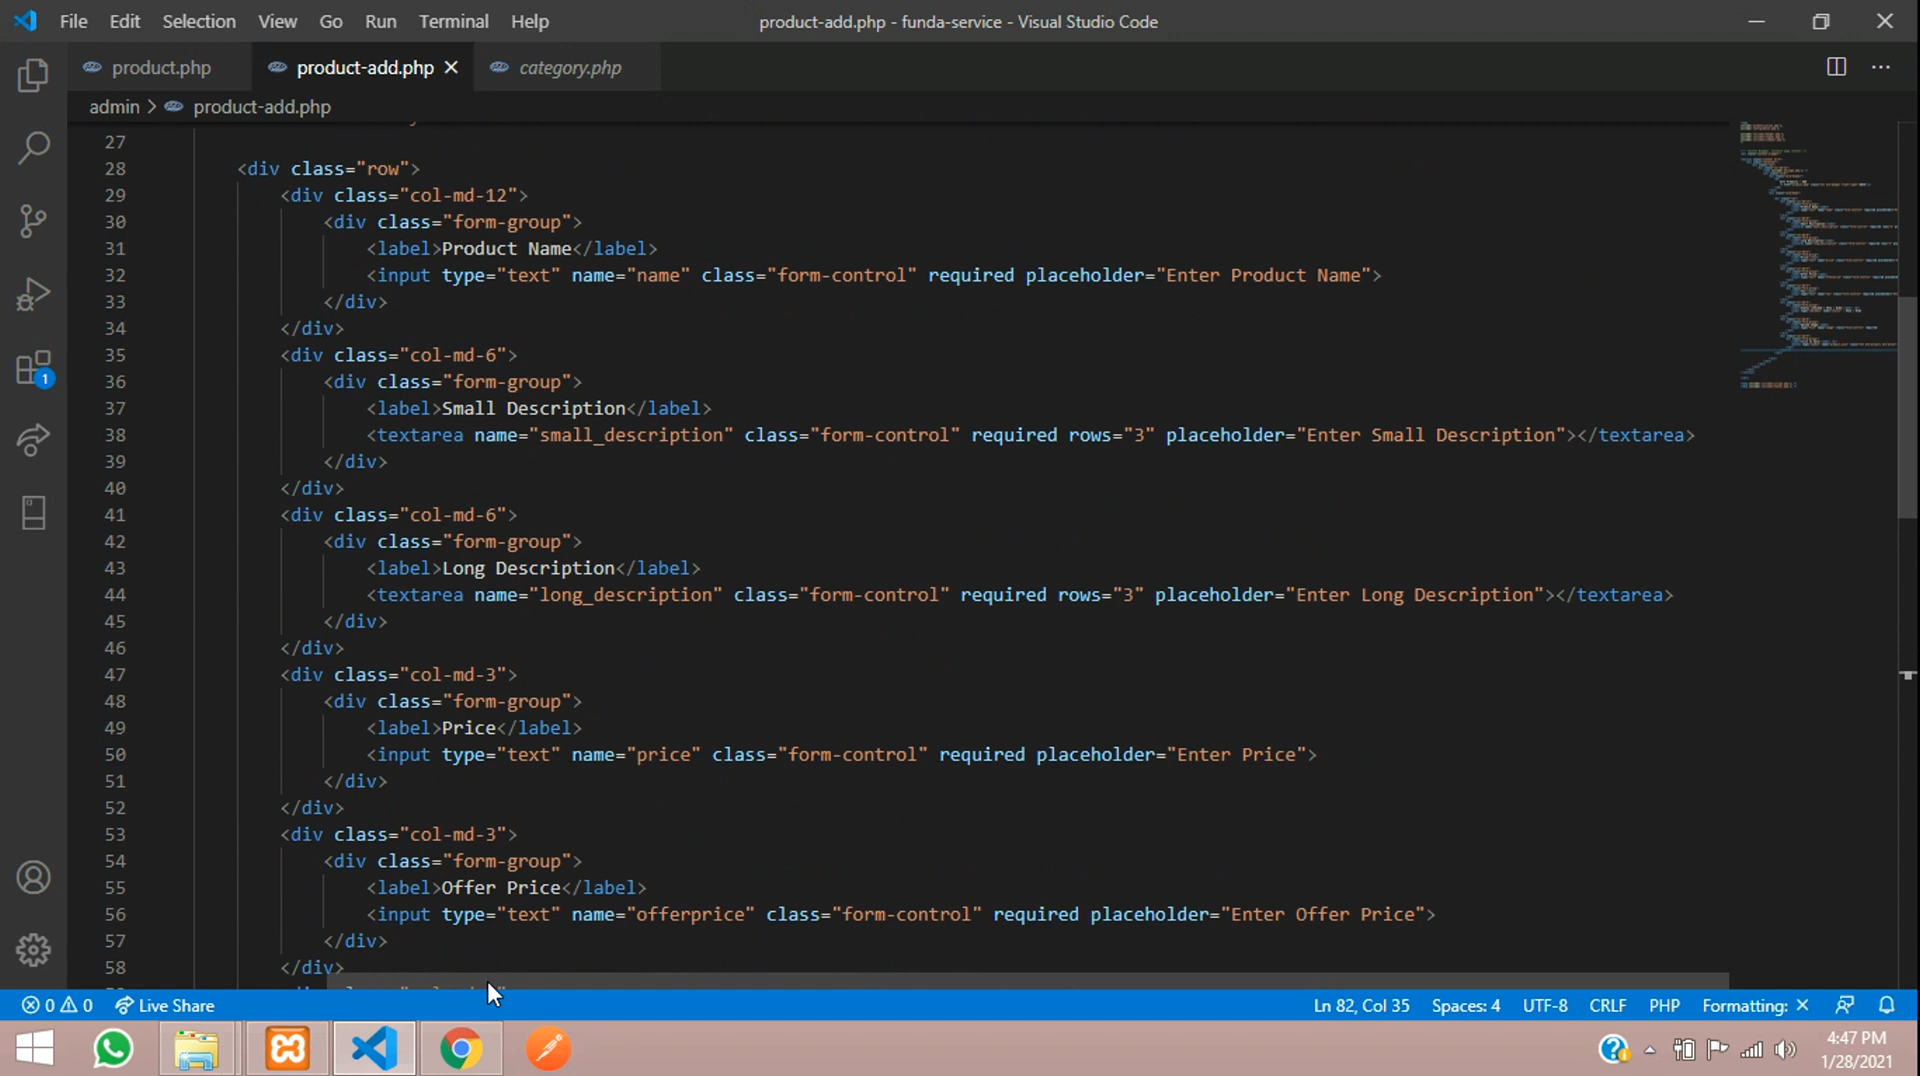 File Edit Selection View Go Run Terminal Help
product-add.php - funda-service - Visual Studio Code
product.php
product-add.php
category.php
admin > product-add.php
27
28 <div class="row">
29 <div class="col-md-12">
30 <div class="form-group">
31 <label>Product Name</label>
32 <input type="text" name="name" class="form-control" required placeholder="Enter Product Name">
33 </div>
34 </div>
35 <div class="col-md-6">
36 <div class="form-group">
37 <label>Small Description</label>
38 <textarea name="small_description" class="form-control" required rows="3" placeholder="Enter Small Description"></textarea>
39 </div>
40 </div>
41 <div class="col-md-6">
42 <div class="form-group">
43 <label>Long Description</label>
44 <textarea name="long_description" class="form-control" required rows="3" placeholder="Enter Long Description"></textarea>
45 </div>
46 </div>
47 <div class="col-md-3">
48 <div class="form-group">
49 <label>Price</label>
50 <input type="text" name="price" class="form-control" required placeholder="Enter Price">
51 </div>
52 </div>
53 <div class="col-md-3">
54 <div class="form-group">
55 <label>Offer Price</label>
56 <input type="text" name="offerprice" class="form-control" required placeholder="Enter Offer Price">
57 </div>
58 </div>
1
0 0 Live Share
Ln 82, Col 35 Spaces: 4 UTF-8 CRLF PHP Formatting: ×
4:47 PM
1/28/2021